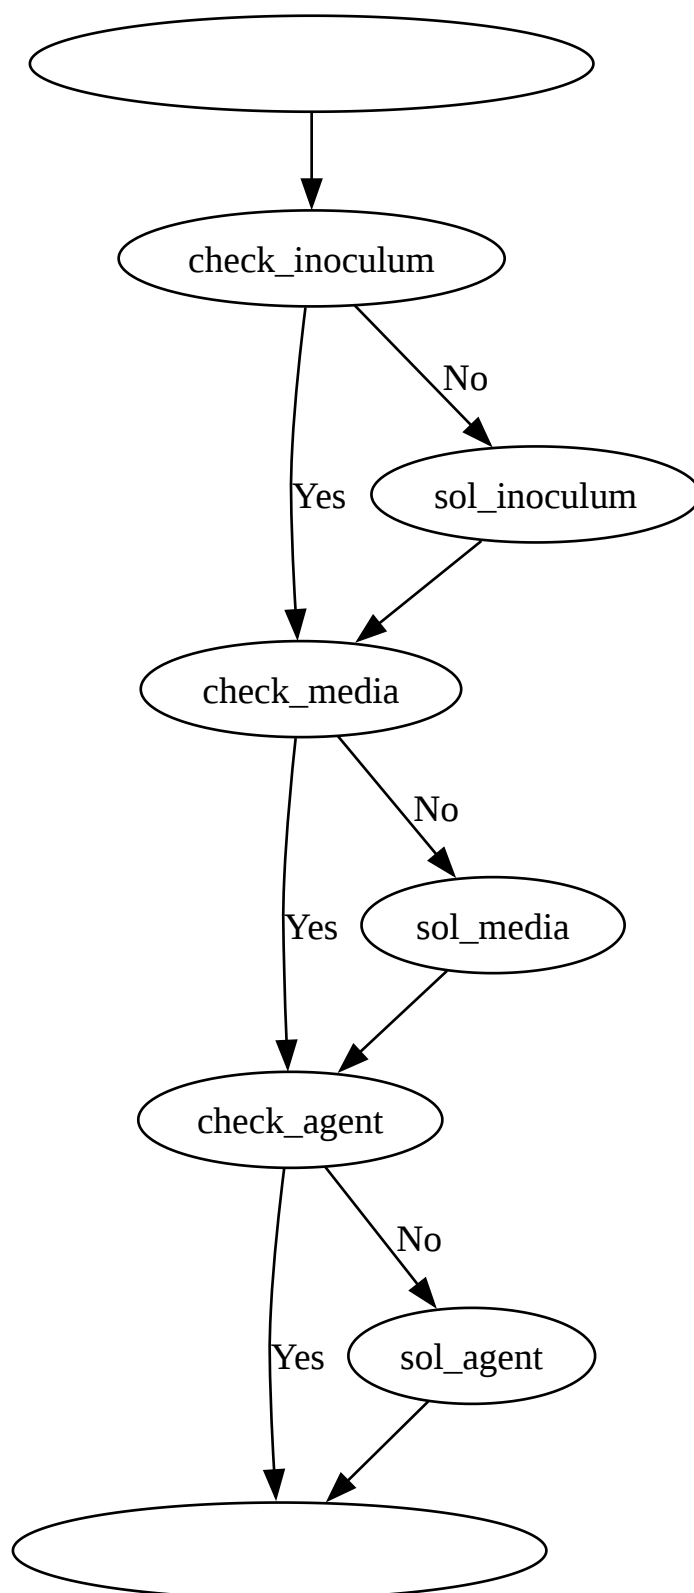 check_inoculum
No
Yes
sol_inoculum
check_media
No
Yes
sol_media
check_agent
No
Yes
sol_agent